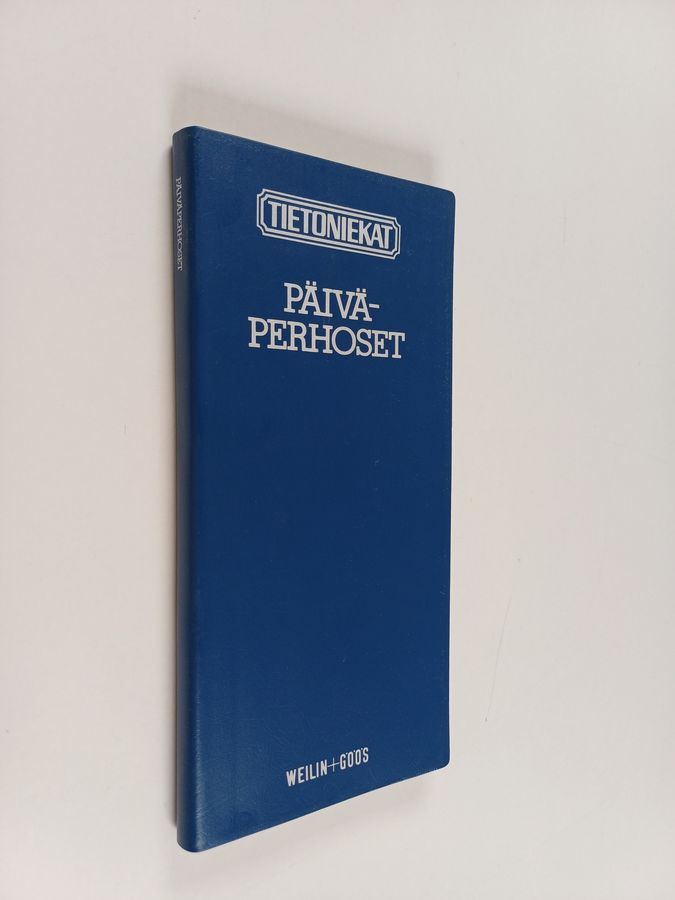 PÄIVÄPERHOSET
TIETONIEKAT
PÄIVÄ-
PERHOSET
WEILIN+GÖÖS